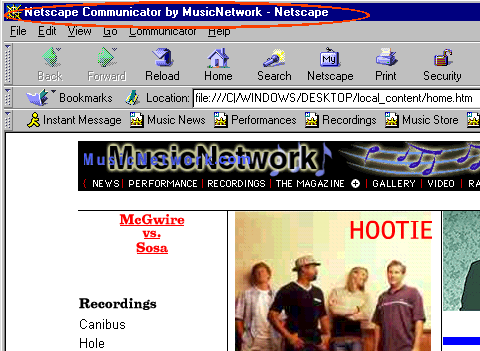 Netscape Communicator by MusicNetwork - Netscape
File Edit View Go Communicator Help
Back Forward Reload Home Search Netscape Print Security
My
Bookmarks Location: file:///C|/WINDOWS/DESKTOP/local_content/home.htm
Instant Message Music News Performances Recordings Music Store
MusicNetwork
MusicNetwork.com
( NEWS | PERFORMANCE | RECORDINGS | THE MAGAZINE | GALLERY | VIDEO | RA
McGwire
vs.
Sosa
HOOTIE
Recordings
Canibus
Hole